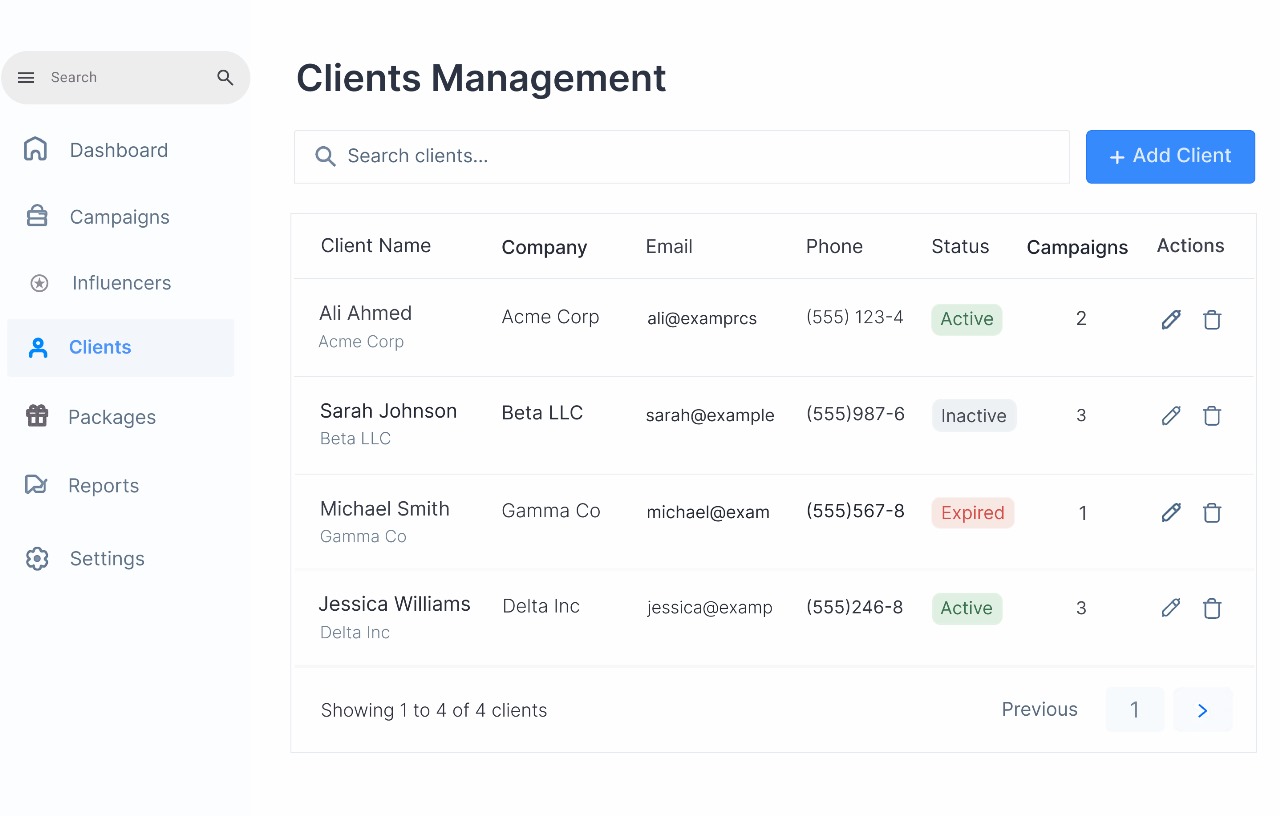 Search
Dashboard
Campaigns
Influencers
Clients
Packages
Reports
Settings
Clients Management
Search clients...
+ Add Client
Client Name Company Email Phone Status Campaigns Actions
Ali Ahmed Acme Corp ali@examprcs (555) 123-4 Active 2
Acme Corp
Sarah Johnson Beta LLC sarah@example (555)987-6 Inactive 3
Beta LLC
Michael Smith Gamma Co michael@exam (555)567-8 Expired 1
Gamma Co
Jessica Williams Delta Inc jessica@examp (555)246-8 Active 3
Delta Inc
Showing 1 to 4 of 4 clients Previous 1 >